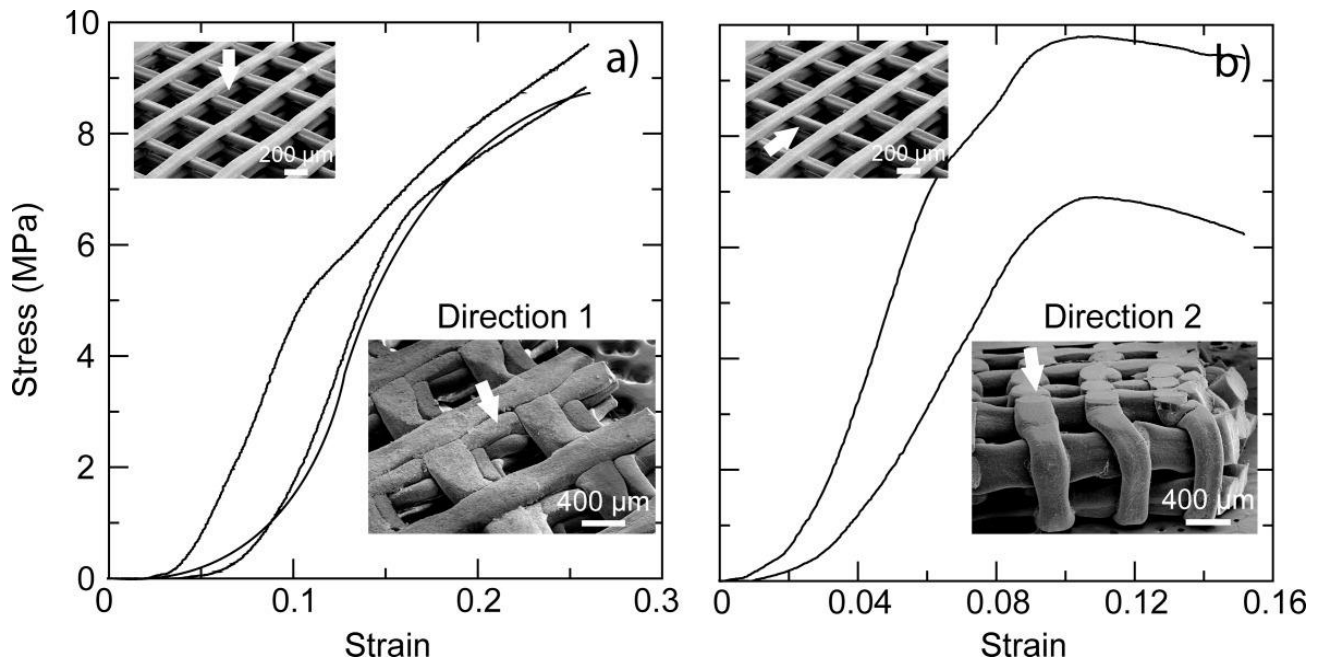 Stress (MPa)
10
8
6
4
2
0
a)
200 µm
Direction 1
400 µm
0
0.1
0.2
0.3
Strain
b)
200 µm
Direction 2
400 µm
0
0.04
0.08
0.12
0.16
Strain